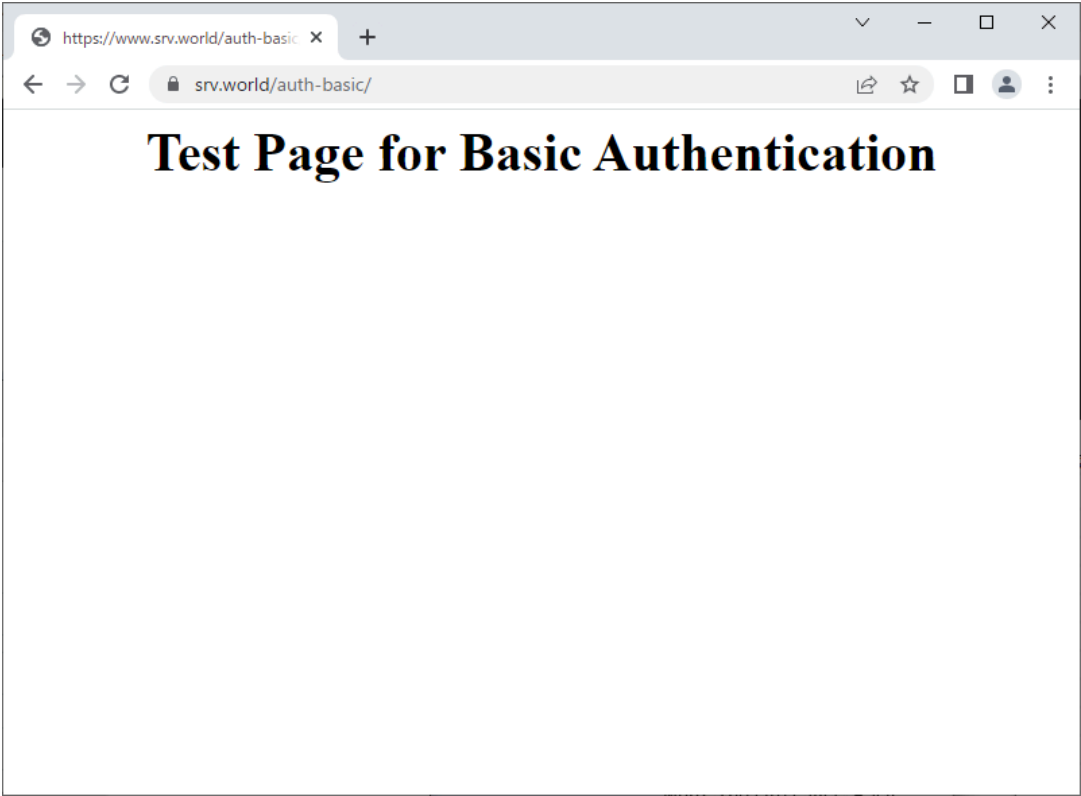 https://www.srv.world/auth-basic
srv.world/auth-basic/
Test Page for Basic Authentication